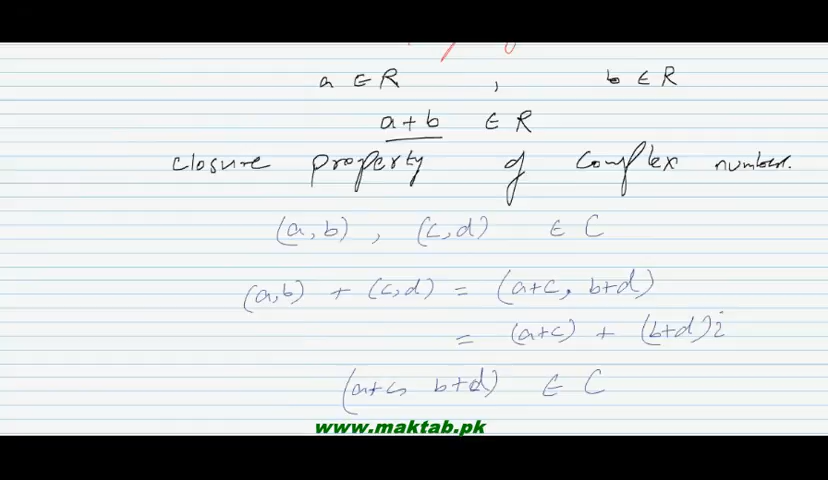 a ∈ R , b ∈ R
a + b ∈ R
closure property of complex number.
(a, b) , (c, d) ∈ C
(a, b) + (c, d) = (a+c, b+d)
= (a+c) + (b+d)i
(a+c, b+d) ∈ C
www.maktab.pk